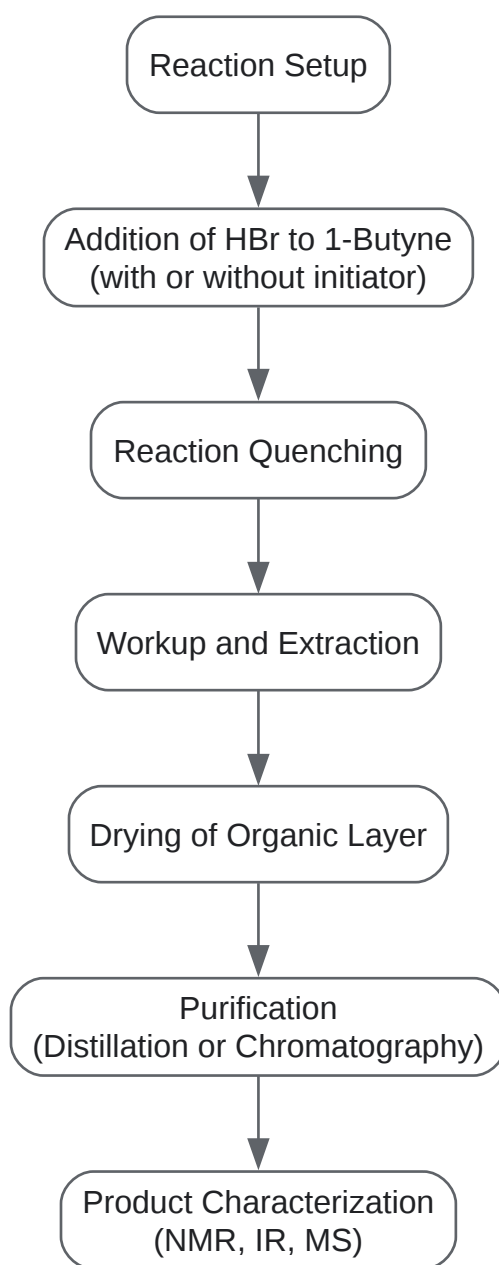 Reaction Setup
Addition of HBr to 1-Butyne
(with or without initiator)
Reaction Quenching
Workup and Extraction
Drying of Organic Layer
Purification
(Distillation or Chromatography)
Product Characterization
(NMR, IR, MS)